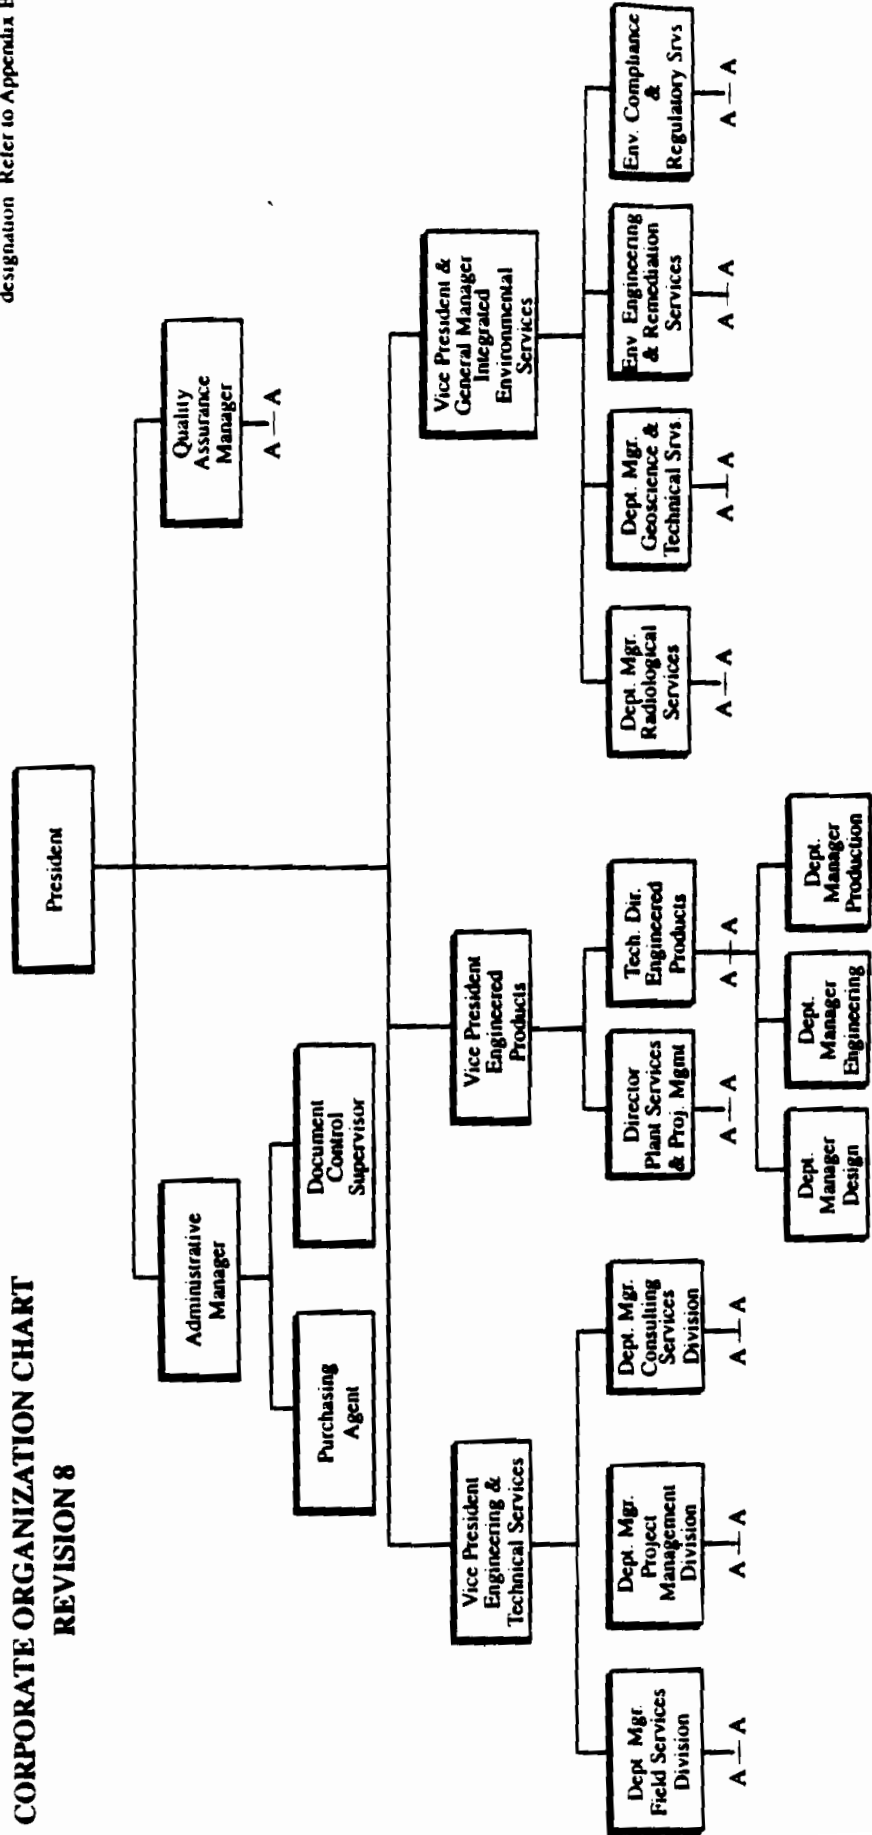 designation Refer to Appendix
CORPORATE ORGANIZATION CHART
REVISION 8
President
Administrative
Manager
Quality
Assurance
Manager
A — A
Purchasing
Agent
Document
Control
Supervisor
Vice President
Engineering &
Technical Services
Vice President
Engineered
Products
Vice President &
General Manager
Integrated
Environmental
Services
Dept Mgr.
Field Services
Division
A — A
Dept. Mgr.
Project
Management
Division
A — A
Dept. Mgr.
Consulting
Services
Division
A — A
Director
Plant Services
& Proj. Mgmt
A — A
Tech. Dir.
Engineered
Products
A — A
Dept. Mgr.
Radiological
Services
A — A
Dept. Mgr.
Geoscience &
Technical Srvs.
A — A
Env Engineering
& Remediation
Services
A — A
Env. Compliance
&
Regulatory Srvs
A — A
Dept.
Manager
Design
Dept.
Manager
Engineering
Dept.
Manager
Production